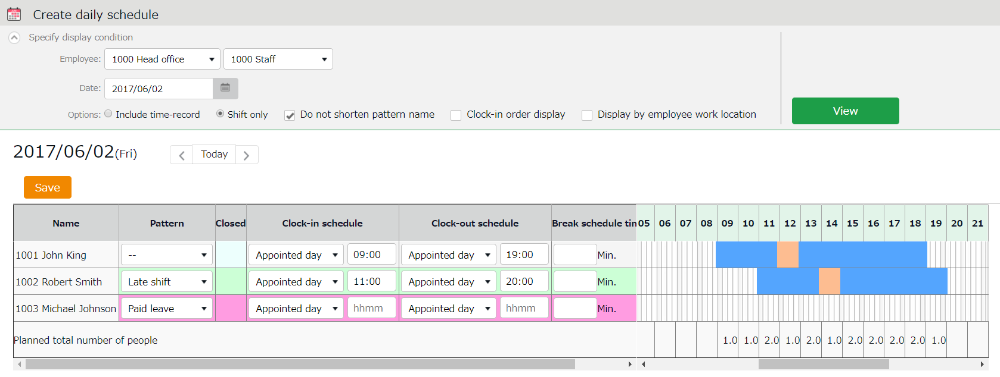 Create daily schedule
Specify display condition
Employee: 1000 Head office 1000 Staff
Date: 2017/06/02
Options: Include time-record Shift only Do not shorten pattern name Clock-in order display Display by employee work location
View
2017/06/02(Fri) Today
Save
Name Pattern Closed Clock-in schedule Clock-out schedule Break schedule tin 05 06 07 08 09 10 11 12 13 14 15 16 17 18 19 20 21
1001 John King -- Appointed day 09:00 Appointed day 19:00 Min.
1002 Robert Smith Late shift Appointed day 11:00 Appointed day 20:00 Min.
1003 Michael Johnson Paid leave Appointed day hhmm Appointed day hhmm Min.
Planned total number of people 1.0 1.0 2.0 1.0 2.0 1.0 2.0 2.0 2.0 2.0 1.0